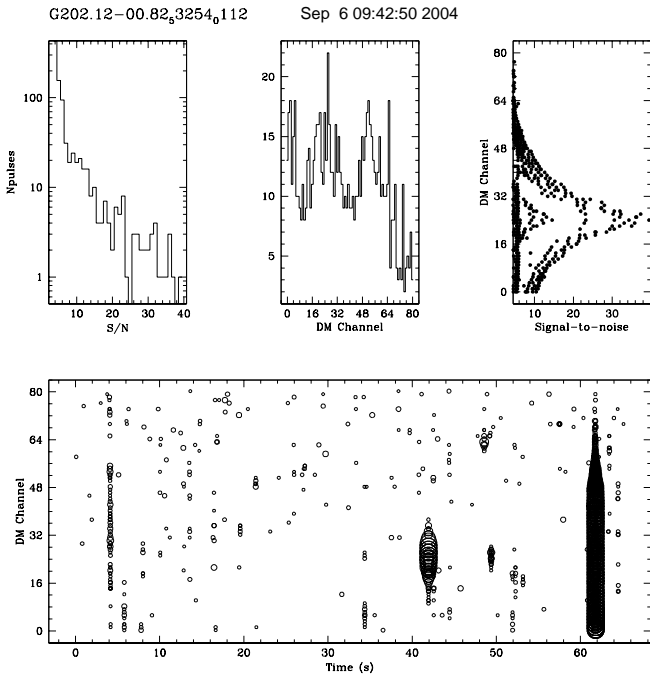 G202.12−00.82₅3254₀112 Sep 6 09:42:50 2004
Npulses
100
10
1
0 10 20 30 40
S/N
20
15
10
5
0 16 32 48 64 80
DM Channel
DM Channel
80
64
48
32
16
0
10 20 30
Signal−to−noise
DM Channel
80
64
48
32
16
0
0 10 20 30 40 50 60
Time (s)